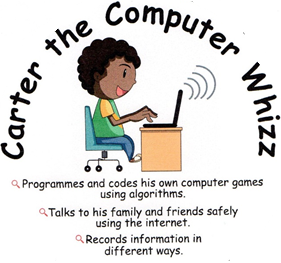 Carter the Computer Whizz
Programmes and codes his own computer games
using algorithms.
Talks to his family and friends safely
using the internet.
Records information in
different ways.